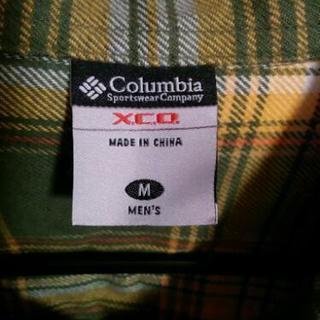 Columbia
Sportswear Company
XCO
MADE IN CHINA
M
MEN'S